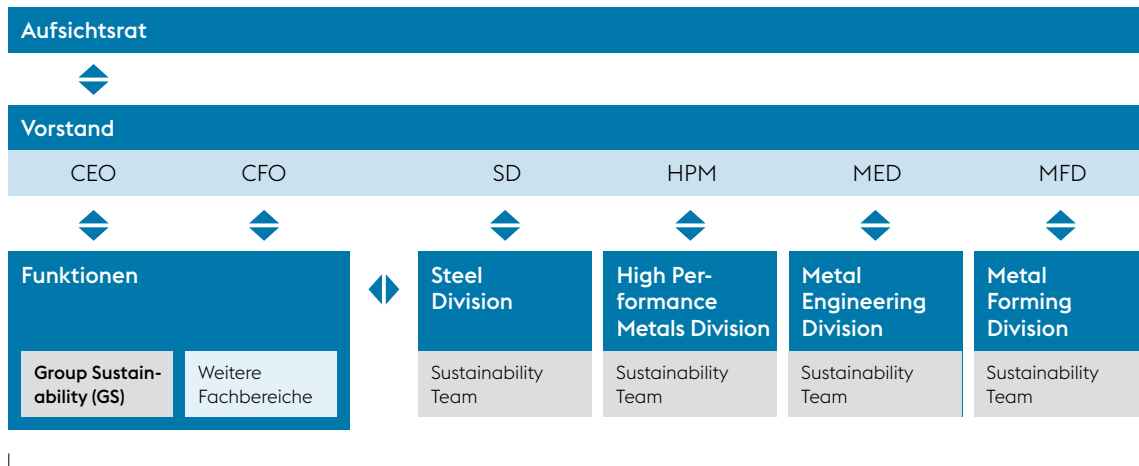 Aufsichtsrat
Vorstand
CEO CFO SD HPM MED MFD
Funktionen
Group Sustain-
ability (GS)
Weitere
Fachbereiche
Steel
Division
Sustainability
Team
High Per-
formance
Metals Division
Sustainability
Team
Metal
Engineering
Division
Sustainability
Team
Metal
Forming
Division
Sustainability
Team